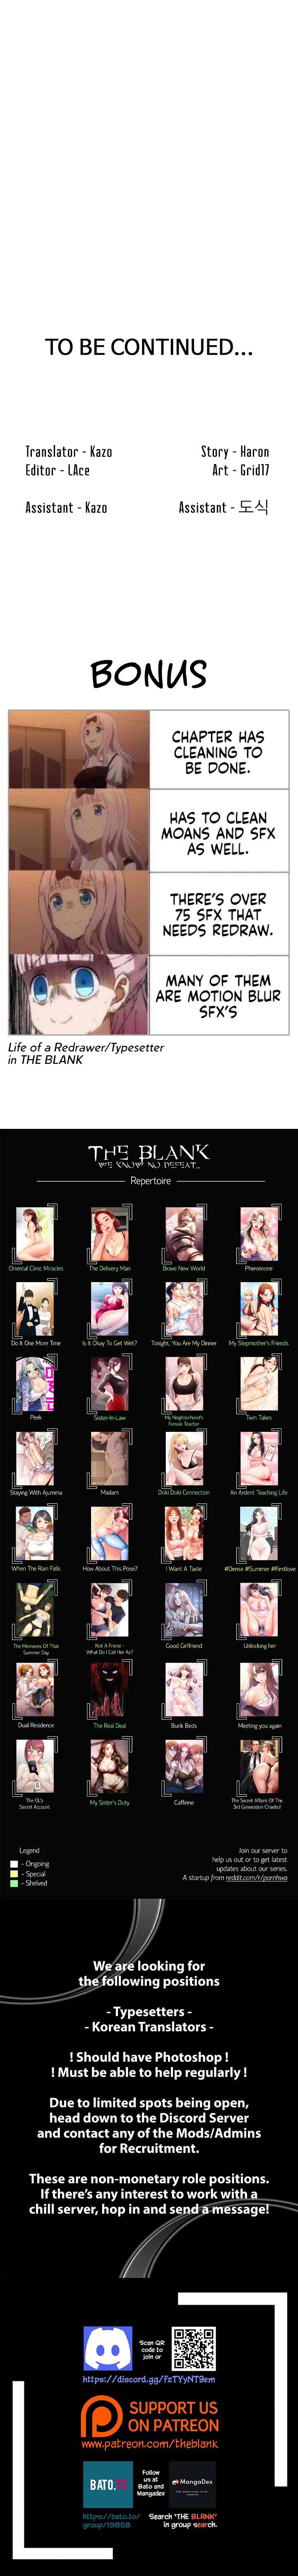 TO BE CONTINUED...
Translator - Kazo
Editor - LAce
Assistant - Kazo
Story - Haron
Art - Grid17
Assistant - 도식
BONUS
CHAPTER HAS
CLEANING TO
BE DONE.
HAS TO CLEAN
MOANS AND SFX
AS WELL.
THERE'S OVER
75 SFX THAT
NEEDS REDRAW.
MANY OF THEM
ARE MOTION BLUR
SFX'S
Life of a Redrawer/Typesetter
in THE BLANK
THE BLANK
WE KNOW NO DEFEAT...
Repertoire
Oriental Clinic Miracles
The Delivery Man
Brave New World
Pheromone
Do It One More Time
Is It Okay To Get Wet?
Tonight, You Are My Dinner
My Stepmother's Friends
Peek
Sister-In-Law
My Neighborhood's
Female Teacher
Twin Takes
Staying With Ajumma
Madam
Doki Doki Connection
An Ardent Teaching Life
When The Rain Falls
How About This Pose?
I Want A Taste
#Dense #Summer #Firstlove
The Memories Of That
Summer Day
Not A Friend -
What Do I Call Her As?
Good Girlfriend
Unlocking her
Dual Residence
The Real Deal
Bunk Beds
Meeting you again
The OL's
Secret Account
My Sister's Duty
Caffeine
The Secret Affairs Of The
3rd Generation Chaebol
Legend
- Ongoing
- Special
- Shelved
Join our server to
help us out or to get latest
updates about our series.
A startup from reddit.com/r/pornhwa
We are looking for
the following positions
- Typesetters -
- Korean Translators -
! Should have Photoshop !
! Must be able to help regularly !
Due to limited spots being open,
head down to the Discord Server
and contact any of the Mods/Admins
for Recruitment.
These are non-monetary role positions.
If there's any interest to work with a
chill server, hop in and send a message!
Scan QR
code to
join or
https://discord.gg/fzTYyNT9em
SUPPORT US
ON PATREON
www.patreon.com/theblank
BATO.TO
Follow
us at
Bato and
Mangadex
MangaDex
https://bato.to/
group/19858
Search 'THE BLANK'
in group search.